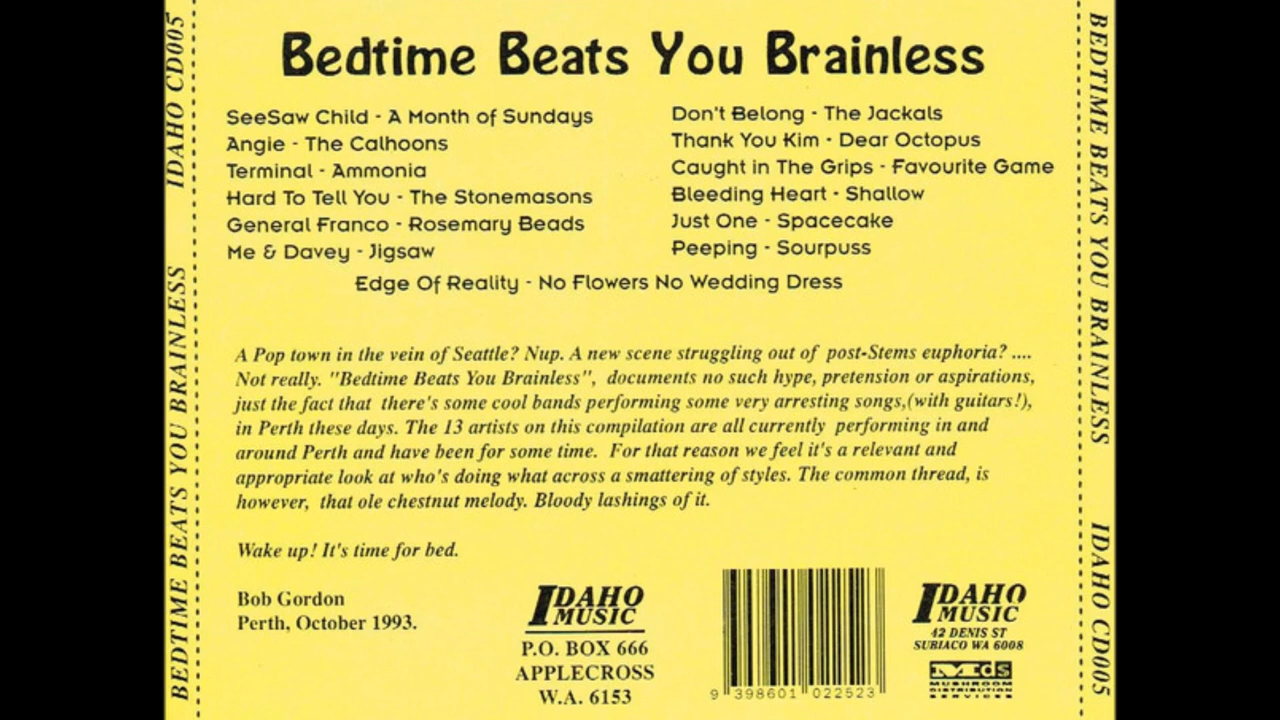 Bedtime Beats You Brainless
SeeSaw Child - A Month of Sundays
Angie - The Calhoons
Terminal - Ammonia
Hard To Tell You - The Stonemasons
General Franco - Rosemary Beads
Me & Davey - Jigsaw
Don't Belong - The Jackals
Thank You Kim - Dear Octopus
Caught in The Grips - Favourite Game
Bleeding Heart - Shallow
Just One - Spacecake
Peeping - Sourpuss
Edge Of Reality - No Flowers No Wedding Dress
A Pop town in the vein of Seattle? Nup. A new scene struggling out of post-Stems euphoria? ....
Not really. "Bedtime Beats You Brainless", documents no such hype, pretension or aspirations,
just the fact that there's some cool bands performing some very arresting songs,(with guitars!),
in Perth these days. The 13 artists on this compilation are all currently performing in and
around Perth and have been for some time. For that reason we feel it's a relevant and
appropriate look at who's doing what across a smattering of styles. The common thread, is
however, that ole chestnut melody. Bloody lashings of it.
Wake up! It's time for bed.
Bob Gordon
Perth, October 1993.
IDAHO
MUSIC
P.O. BOX 666
APPLECROSS
W.A. 6153
9 398601 022523
IDAHO
MUSIC
42 DENIS ST
SUBIACO WA 6008
Mds
MUSHROOM
DISTRIBUTION
SERVICES
BEDTIME BEATS YOU BRAINLESS IDAHO CD005
BEDTIME BEATS YOU BRAINLESS IDAHO CD005